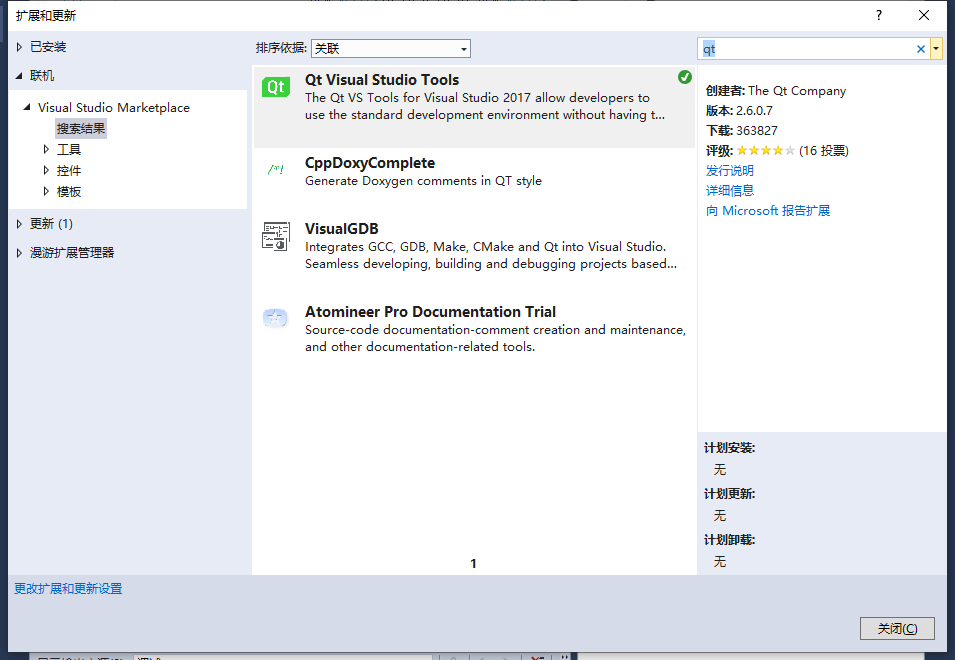 扩展和更新
?
已安装
联机
Visual Studio Marketplace
搜索结果
工具
控件
模板
更新 (1)
漫游扩展管理器
排序依据: 关联
Qt
Qt Visual Studio Tools
The Qt VS Tools for Visual Studio 2017 allow developers to
use the standard development environment without having t...
/*!
CppDoxyComplete
Generate Doxygen comments in QT style
VisualGDB
Integrates GCC, GDB, Make, CMake and Qt into Visual Studio.
Seamless developing, building and debugging projects based...
Atomineer Pro Documentation Trial
Source-code documentation-comment creation and maintenance,
and other documentation-related tools.
1
qt
创建者: The Qt Company
版本: 2.6.0.7
下载: 363827
评级: (16 投票)
发行说明
详细信息
向 Microsoft 报告扩展
计划安装:
无
计划更新:
无
计划卸载:
无
更改扩展和更新设置
关闭(C)